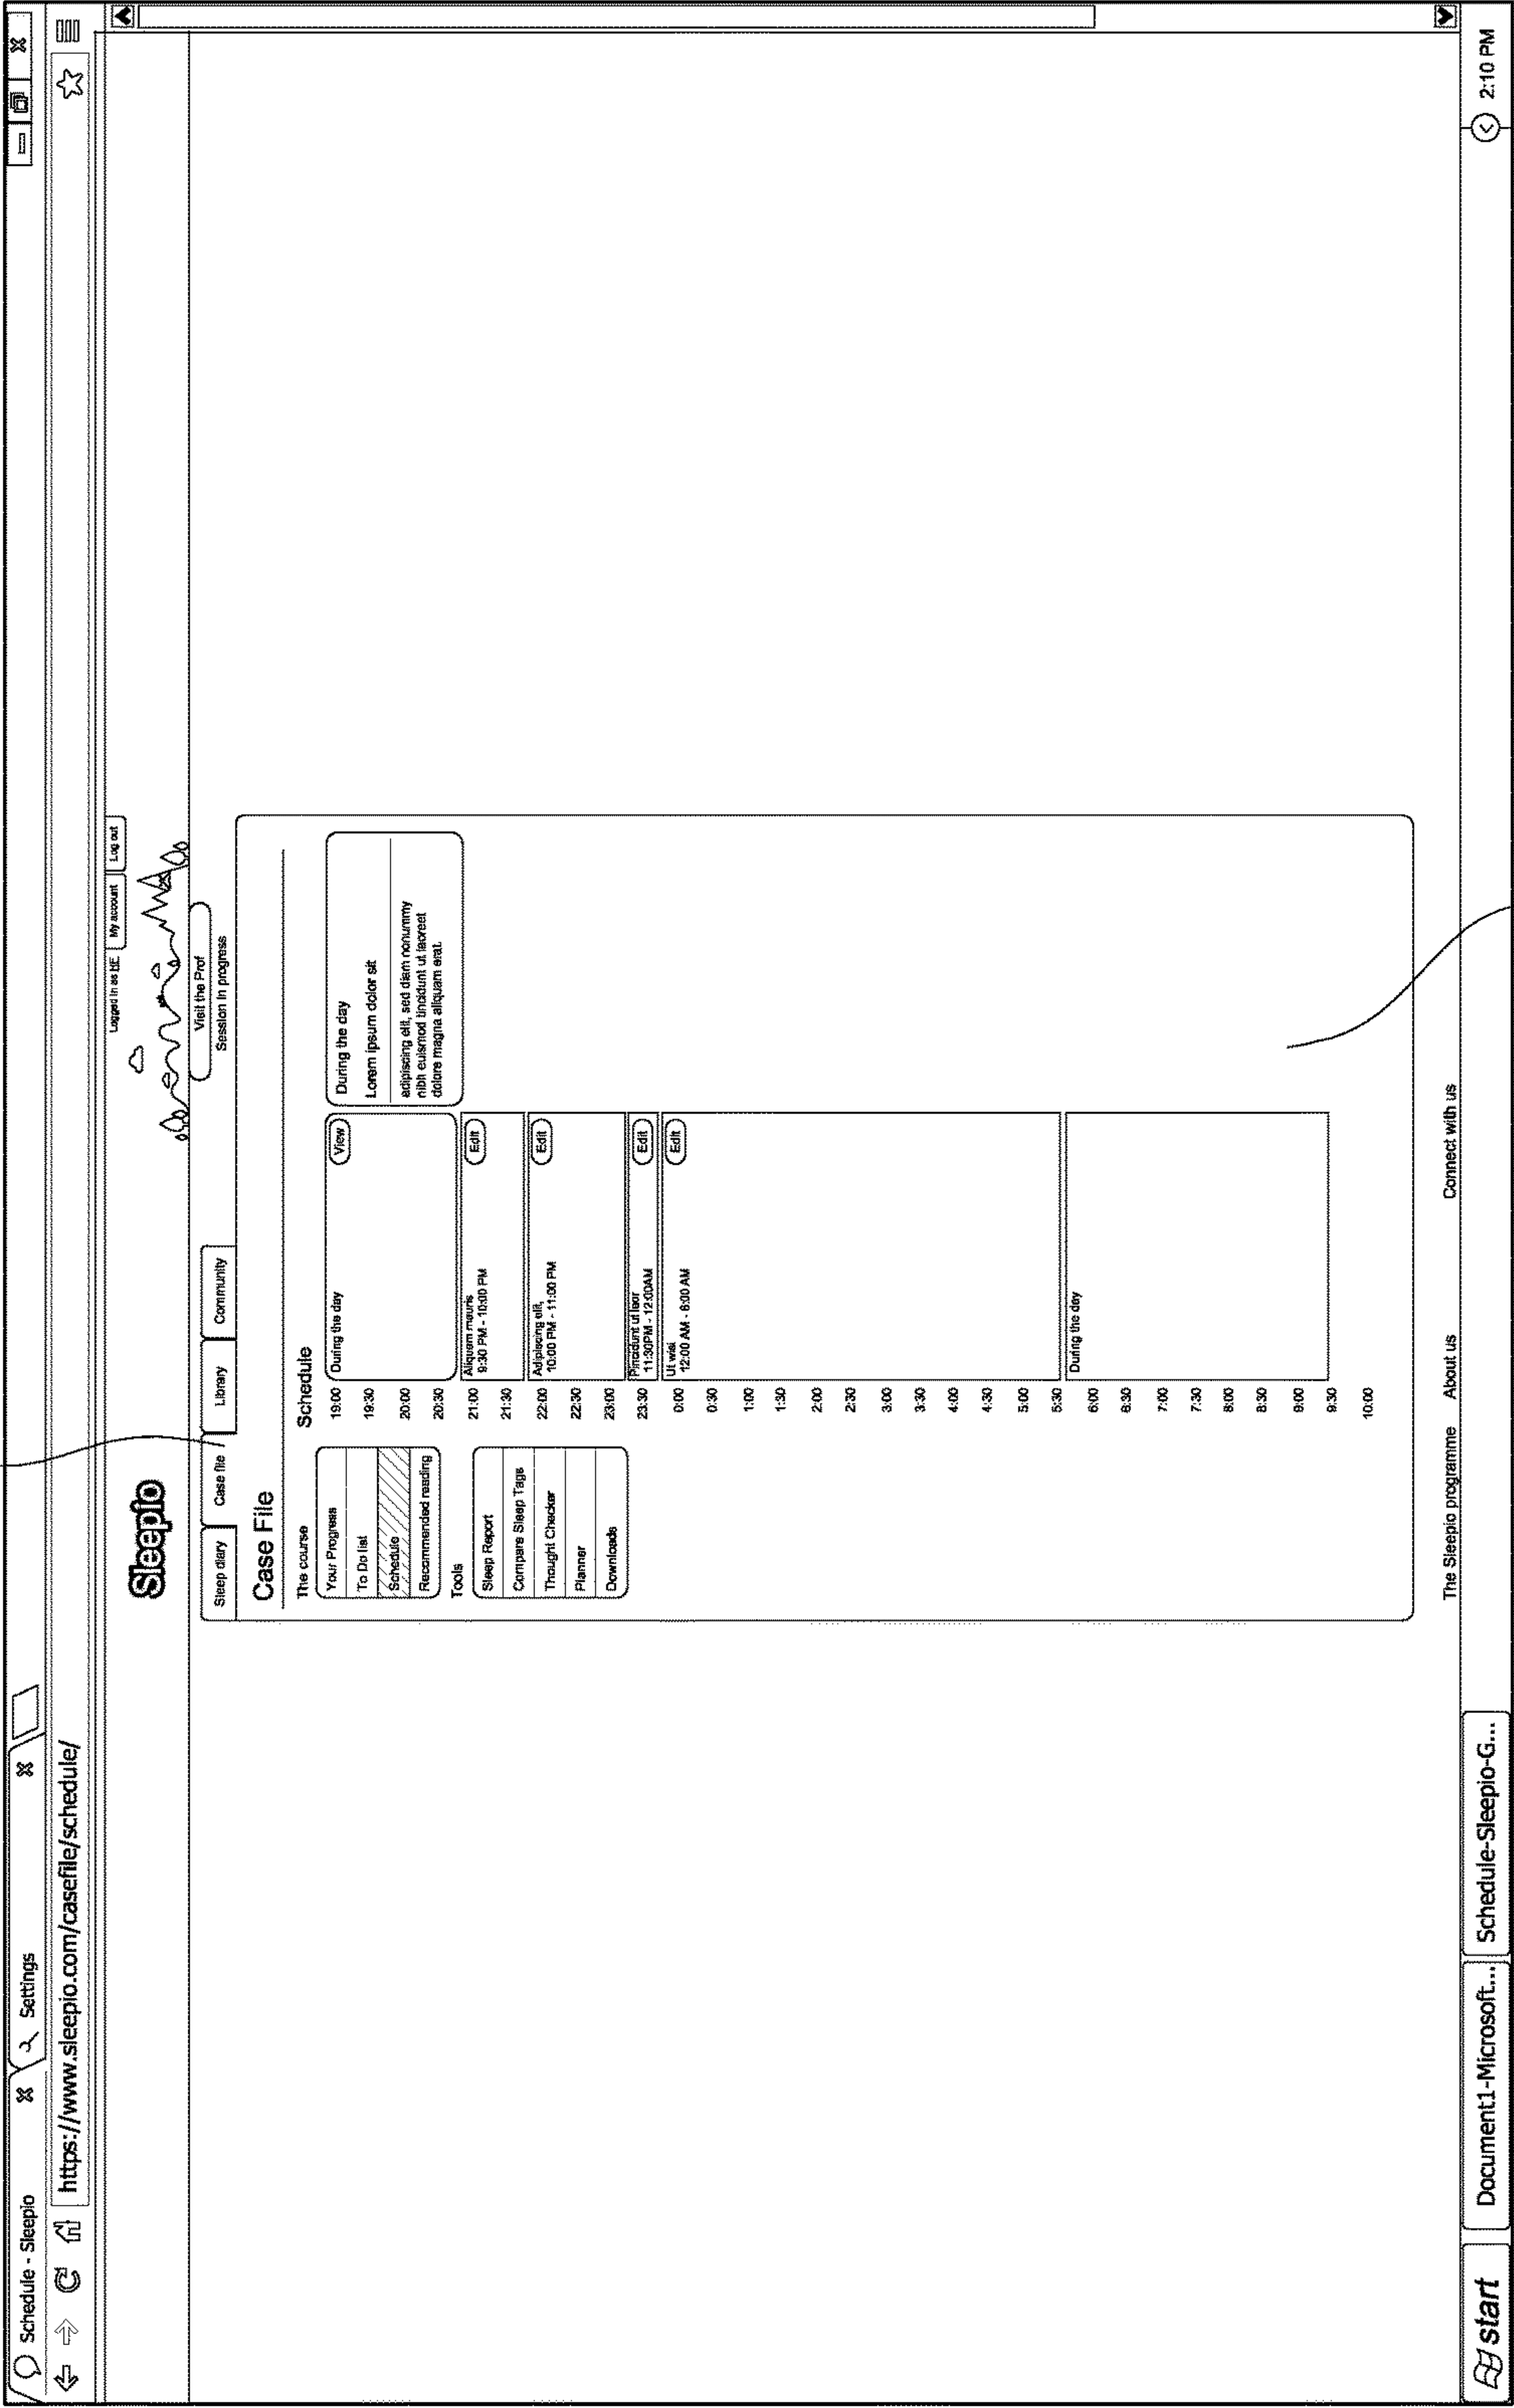 Schedule - Sleepio
Settings
https://www.sleepio.com/casefile/schedule/
Logged in as
My account
Log out
Sleepio
Visit the Prof
Session in progress
Sleep diary
Case file
Library
Community
Case File
The course
Your Progress
To Do list
Schedule
Recommended reading
Tools
Sleep Report
Compare Sleep Tags
Thought Checker
Planner
Downloads
Schedule
19:00
19:30
20:00
20:30
21:00
21:30
22:00
22:30
23:00
23:30
0:00
0:30
1:00
1:30
2:00
2:30
3:00
3:30
4:00
4:30
5:00
5:30
6:00
6:30
7:00
7:30
8:00
8:30
9:00
9:30
10:00
During the day
View
Aliquam mauris
9:30 PM - 10:00 PM
Edit
Adipiscing elit,
10:00 PM - 11:00 PM
Edit
ut laor
11:30PM - 12:00AM
Edit
Ut wisi
12:00 AM - 6:00 AM
Edit
During the day
During the day
Lorem ipsum dolor sit
adipiscing elit, sed diam nonummy
nibh euismod tincidunt ut laoreet
dolore magna aliquam erat.
The Sleepio programme
About us
Connect with us
start
Document1-Microsoft...
Schedule-Sleepio-G...
2:10 PM